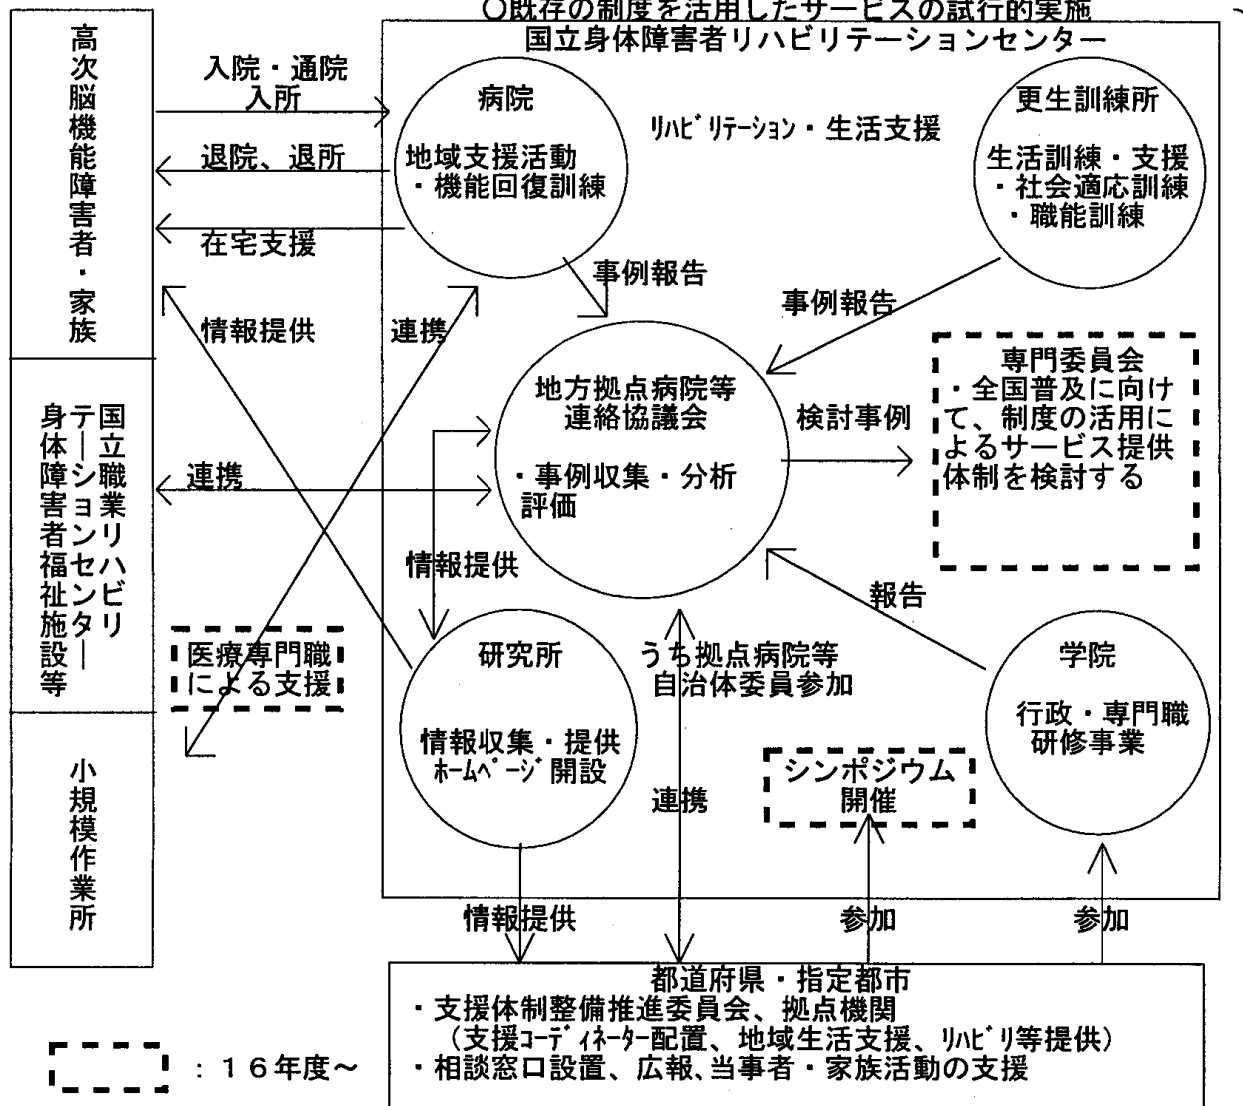 ○既存の制度を活用したサービスの試行的実施
国立身体障害者リハビリテーションセンター
高次脳機能障害者・家族
入院・通院
入所
退院、退所
在宅支援
病院
地域支援活動
・機能回復訓練
ﾘﾊﾋﾞﾘﾃｰｼｮﾝ・生活支援
更生訓練所
生活訓練・支援
・社会適応訓練
・職能訓練
事例報告
事例報告
情報提供
連携
地方拠点病院等
連絡協議会
・事例収集・分析
評価
検討事例
専門委員会
・全国普及に向け
て、制度の活用に
よるサービス提供
体制を検討する
国立職業リハビリ
テーションセンター
身体障害者福祉施設等
連携
情報提供
報告
医療専門職
による支援
研究所
情報収集・提供
ﾎｰﾑﾍﾟｰｼﾞ開設
うち拠点病院等
自治体委員参加
学院
行政・専門職
研修事業
シンポジウム
開催
連携
小規模作業所
情報提供
参加
参加
都道府県・指定都市
・支援体制整備推進委員会、拠点機関
（支援ｺｰﾃﾞｨﾈｰﾀｰ配置、地域生活支援、ﾘﾊﾋﾞﾘ等提供）
・相談窓口設置、広報、当事者・家族活動の支援
：１６年度～